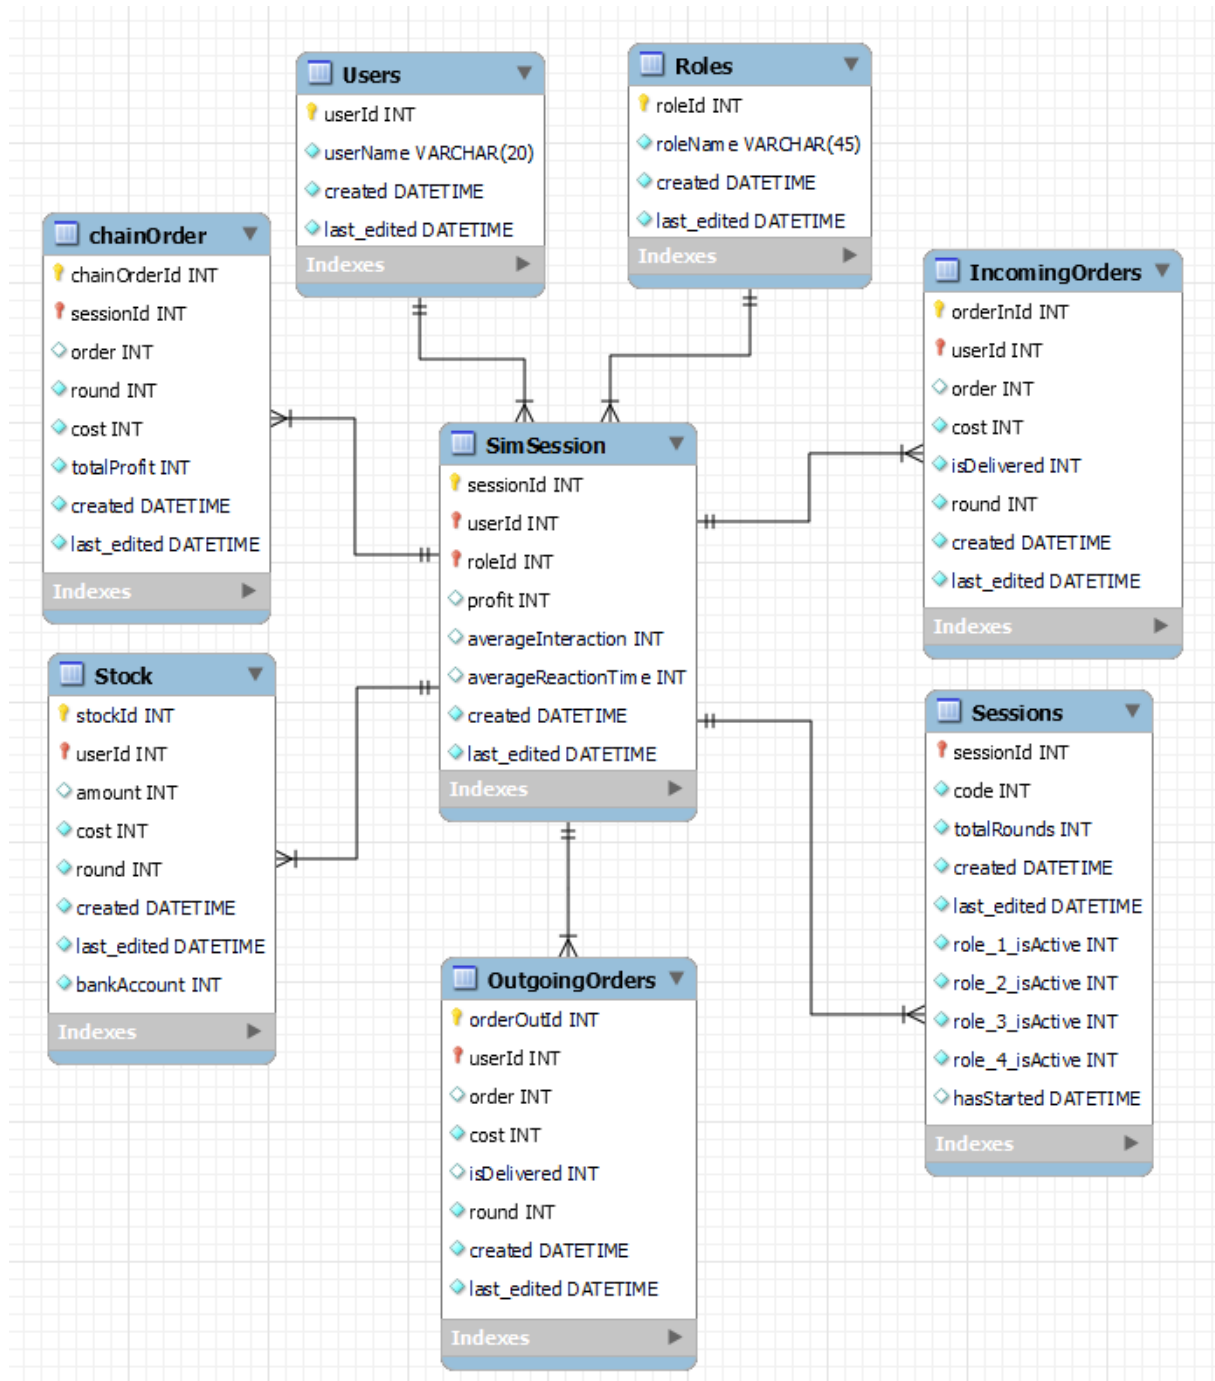 Users
userId INT
userName VARCHAR(20)
created DATETIME
last_edited DATETIME
Indexes
Roles
roleId INT
roleName VARCHAR(45)
created DATETIME
last_edited DATETIME
Indexes
chainOrder
chainOrderId INT
sessionId INT
order INT
round INT
cost INT
totalProfit INT
created DATETIME
last_edited DATETIME
Indexes
IncomingOrders
orderInId INT
userId INT
order INT
cost INT
isDelivered INT
round INT
created DATETIME
last_edited DATETIME
Indexes
SimSession
sessionId INT
userId INT
roleId INT
profit INT
averageInteraction INT
averageReactionTime INT
created DATETIME
last_edited DATETIME
Indexes
Stock
stockId INT
userId INT
amount INT
cost INT
round INT
created DATETIME
last_edited DATETIME
bankAccount INT
Indexes
Sessions
sessionId INT
code INT
totalRounds INT
created DATETIME
last_edited DATETIME
role_1_isActive INT
role_2_isActive INT
role_3_isActive INT
role_4_isActive INT
hasStarted DATETIME
Indexes
OutgoingOrders
orderOutId INT
userId INT
order INT
cost INT
isDelivered INT
round INT
created DATETIME
last_edited DATETIME
Indexes